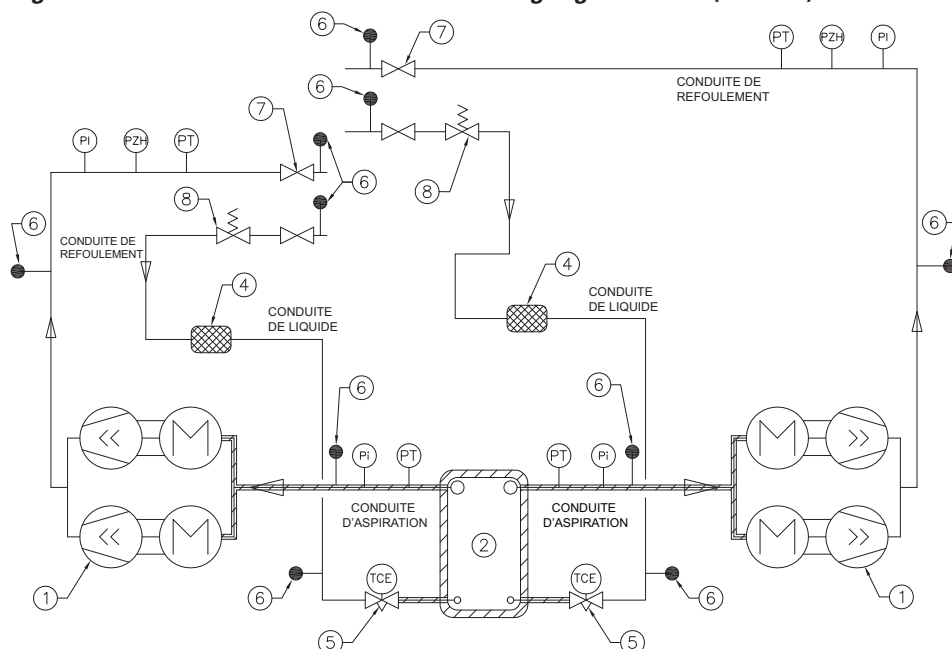 6
7
PT
PZH
PI
6
CONDUITE DE
REFOULEMENT
7
PI
PZH
PT
8
6
8
6
6
CONDUITE DE
REFOULEMENT
4
CONDUITE
DE LIQUIDE
4
CONDUITE
DE LIQUIDE
6
6
Pi
PT
PT
Pi
CONDUITE
D'ASPIRATION
CONDUITE
D'ASPIRATION
M
M
M
M
2
1
6
TCE
TCE
6
1
5
5